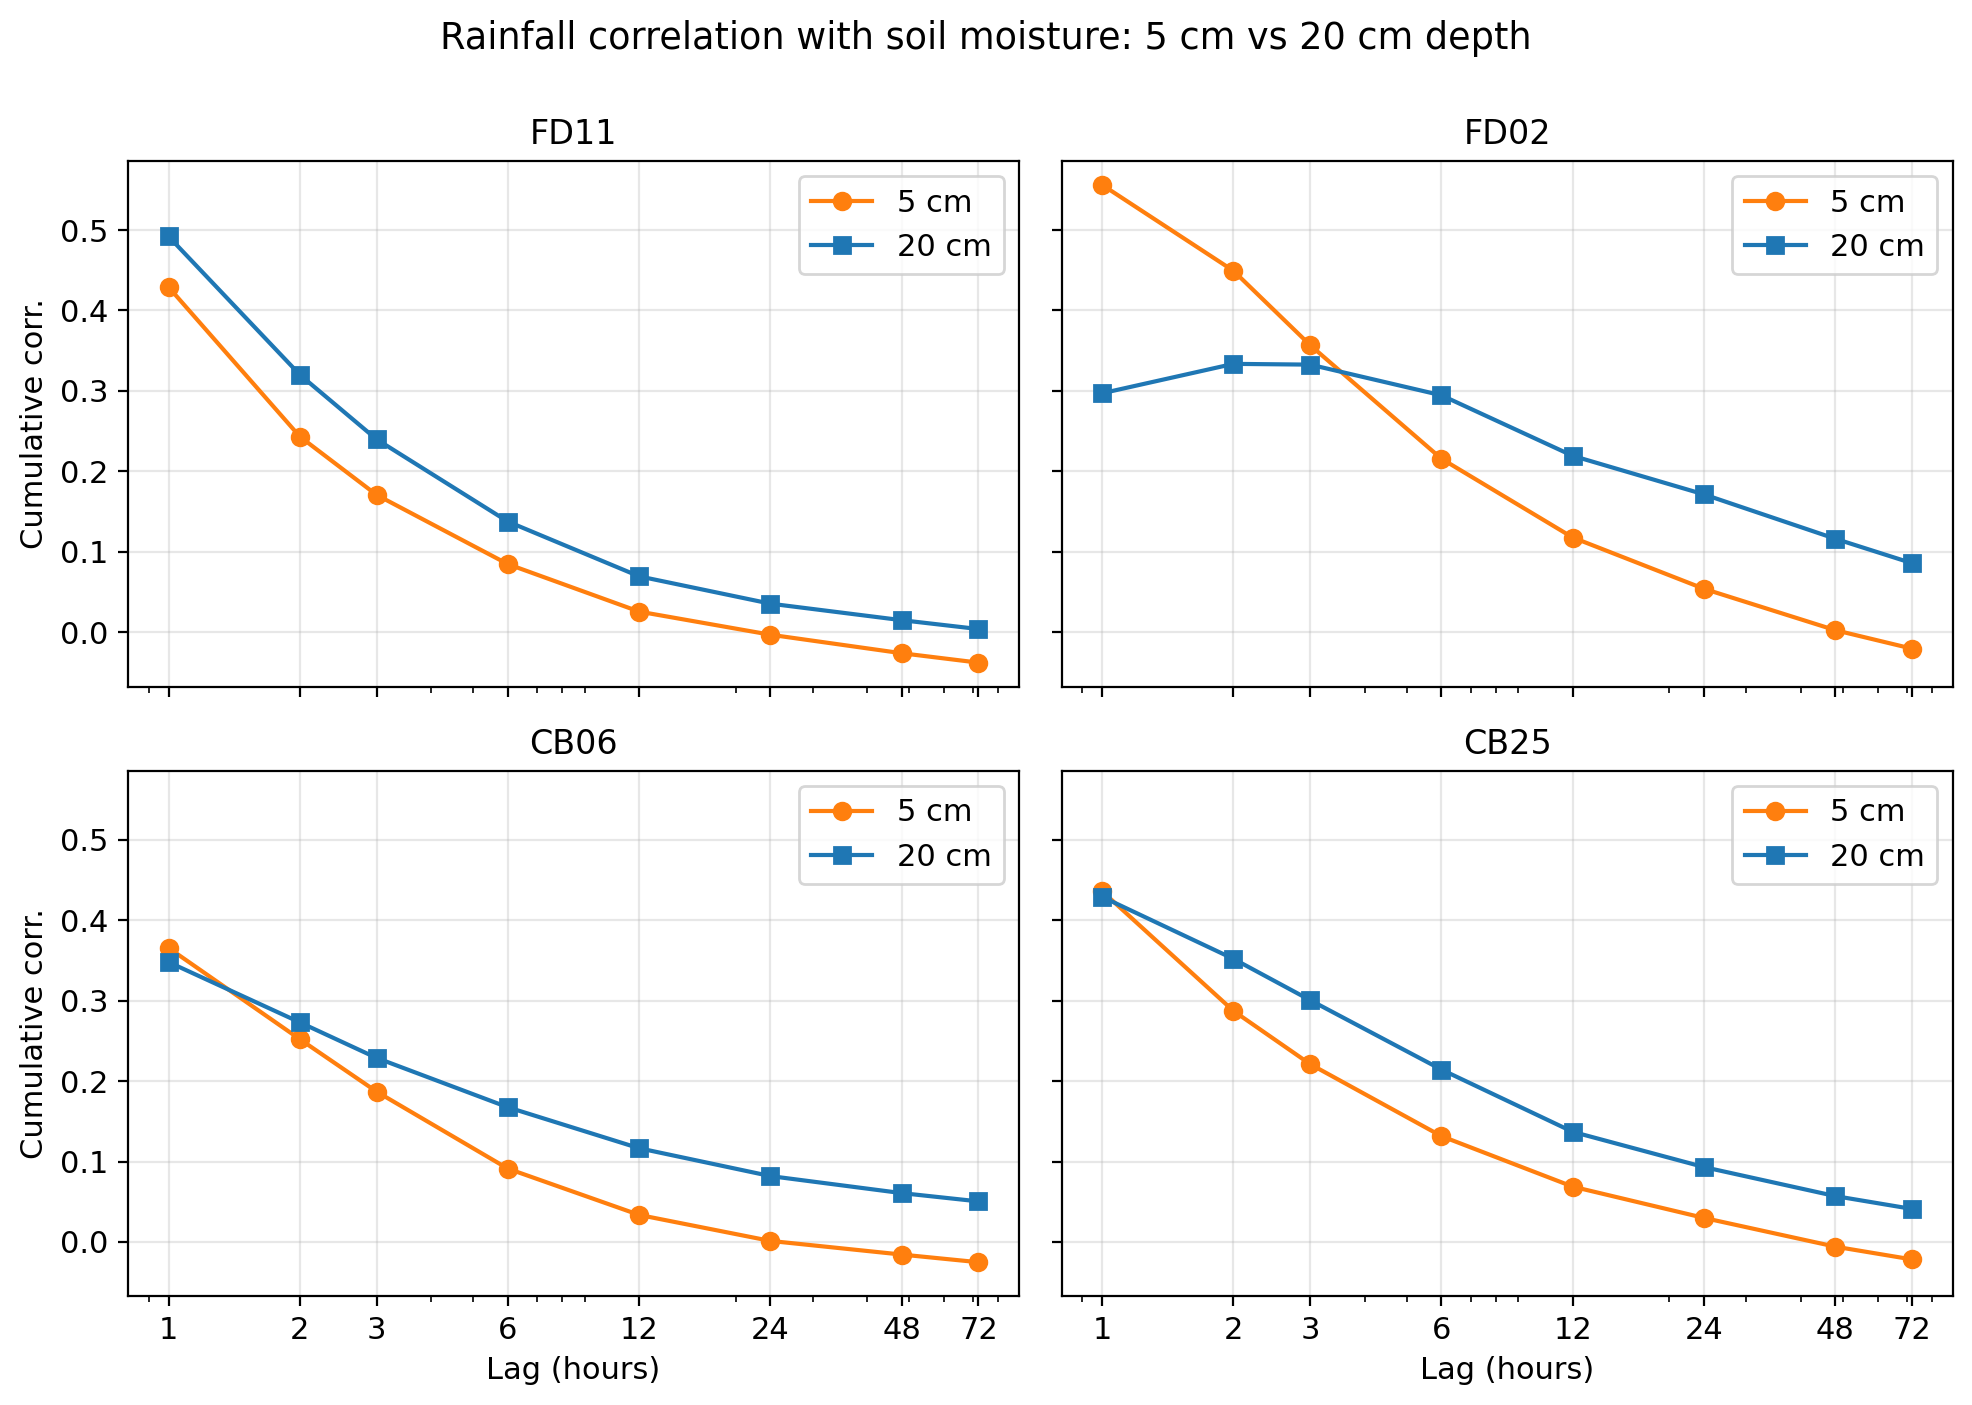 Rainfall correlation with soil moisture: 5 cm vs 20 cm depth
FD11
5 cm
20 cm
Cumulative corr.
0.5
0.4
0.3
0.2
0.1
0.0
FD02
5 cm
20 cm
CB06
5 cm
20 cm
Cumulative corr.
0.5
0.4
0.3
0.2
0.1
0.0
1 2 3 6 12 24 48 72
Lag (hours)
CB25
5 cm
20 cm
1 2 3 6 12 24 48 72
Lag (hours)